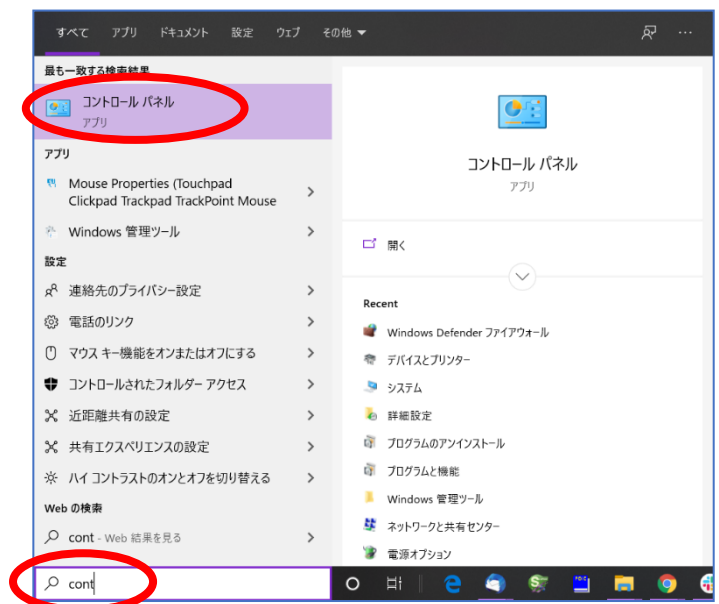 すべて アプリ ドキュメント 設定 ウェブ その他
最も一致する検索結果
コントロール パネル
アプリ
アプリ
Mouse Properties (Touchpad
Clickpad Trackpad TrackPoint Mouse
Windows 管理ツール
設定
連絡先のプライバシー設定
電話のリンク
マウス キー機能をオンまたはオフにする
コントロールされたフォルダー アクセス
近距離共有の設定
共有エクスペリエンスの設定
ハイ コントラストのオンとオフを切り替える
Web の検索
cont - Web 結果を見る
cont
コントロール パネル
アプリ
開く
Recent
Windows Defender ファイアウォール
デバイスとプリンター
システム
詳細設定
プログラムのアンインストール
プログラムと機能
Windows 管理ツール
ネットワークと共有センター
電源オプション